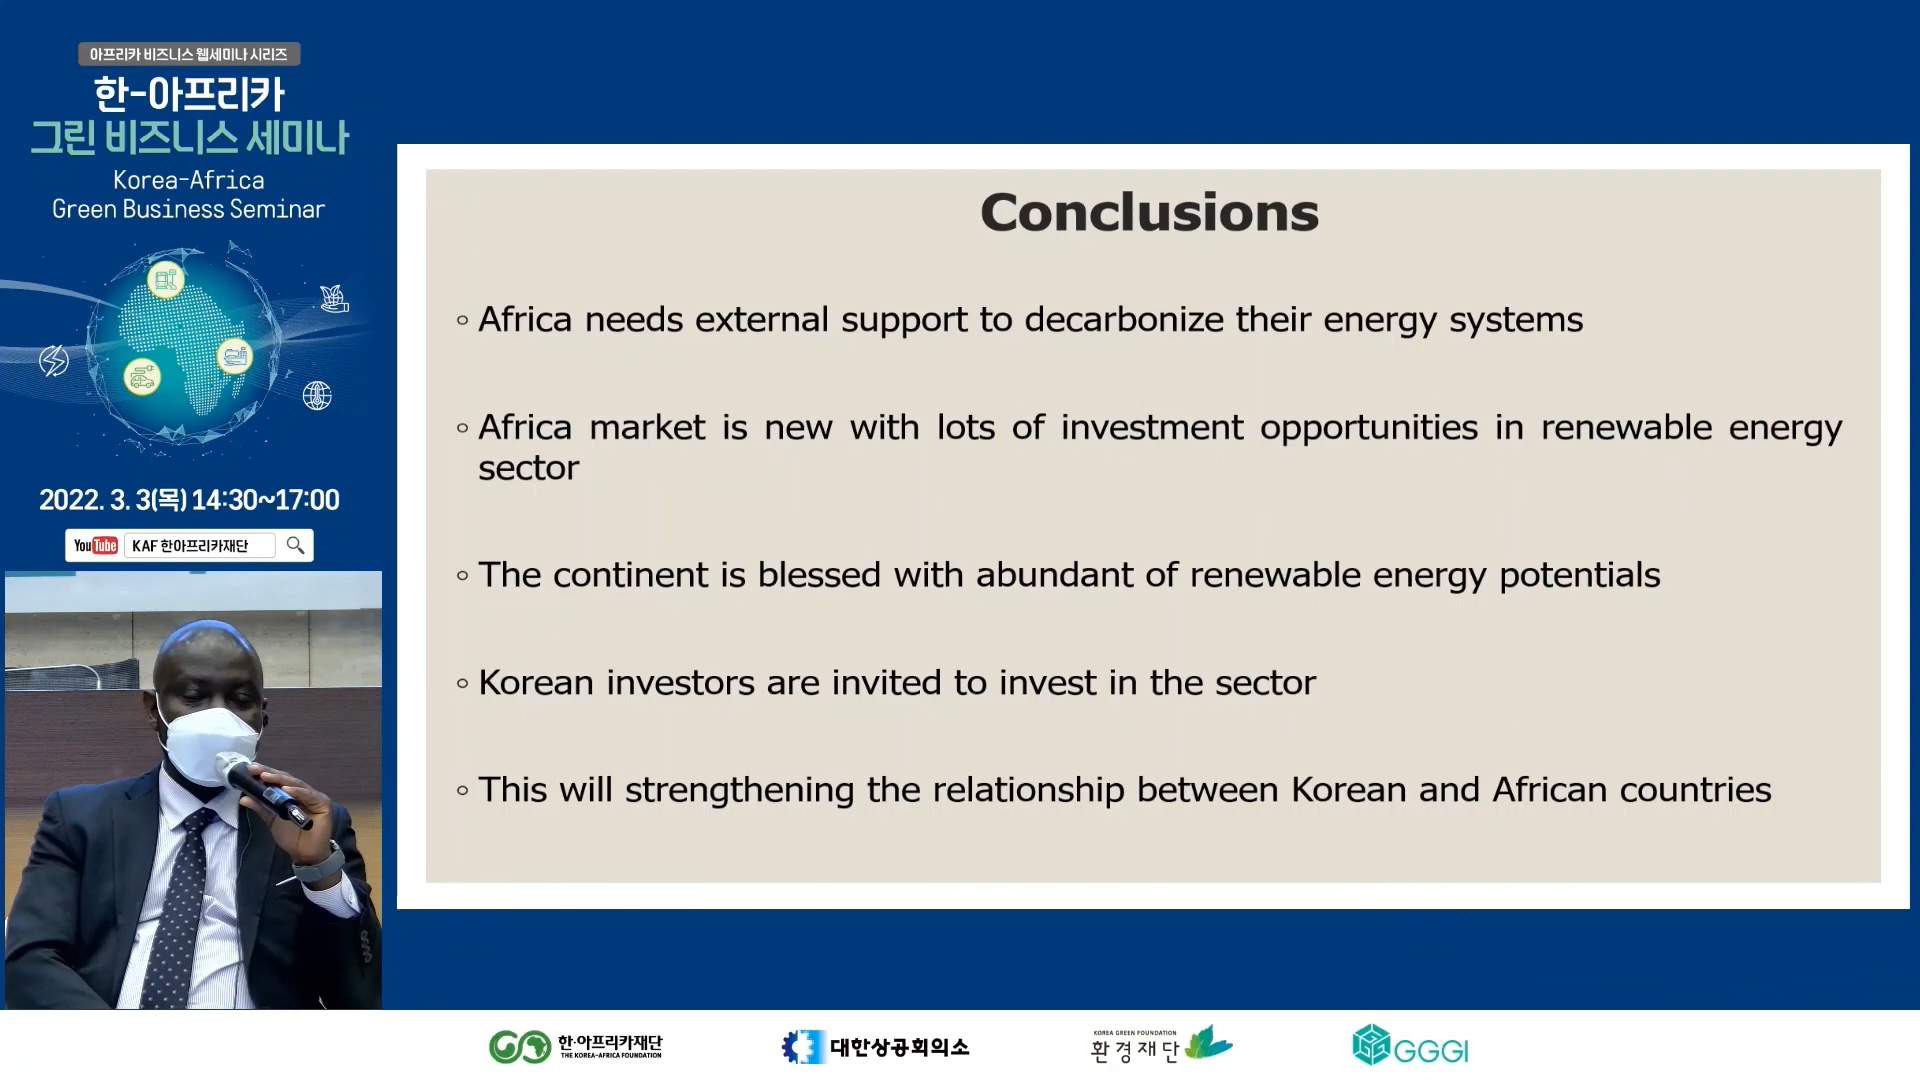 아프리카 비즈니스 웹세미나 시리즈
한-아프리카
그린 비즈니스 세미나
Korea-Africa
Green Business Seminar
2022. 3. 3(목) 14:30~17:00
YouTube KAF 한아프리카재단
Conclusions
◦ Africa needs external support to decarbonize their energy systems
◦ Africa market is new with lots of investment opportunities in renewable energy
sector
◦ The continent is blessed with abundant of renewable energy potentials
◦ Korean investors are invited to invest in the sector
◦ This will strengthening the relationship between Korean and African countries
한·아프리카재단
THE KOREA-AFRICA FOUNDATION
대한상공회의소
KOREA GREEN FOUNDATION
환경재단
GGGI